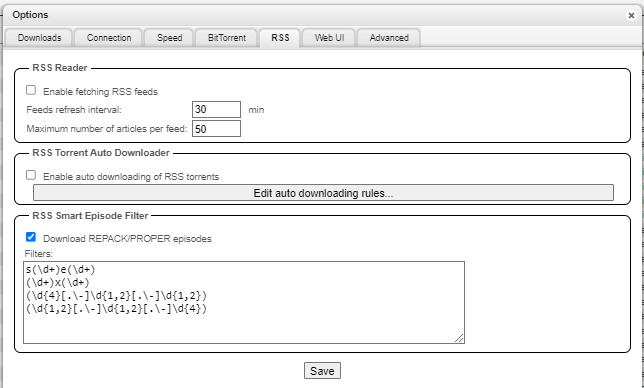 Options
Downloads Connection Speed BitTorrent RSS Web UI Advanced
RSS Reader
Enable fetching RSS feeds
Feeds refresh interval: 30 min
Maximum number of articles per feed: 50
RSS Torrent Auto Downloader
Enable auto downloading of RSS torrents
Edit auto downloading rules...
RSS Smart Episode Filter
Download REPACK/PROPER episodes
Filters:
s(\d+)e(\d+)
(\d+)x(\d+)
(\d{4}[.\-]\d{1,2}[.\-]\d{1,2})
(\d{1,2}[.\-]\d{1,2}[.\-]\d{4})
Save